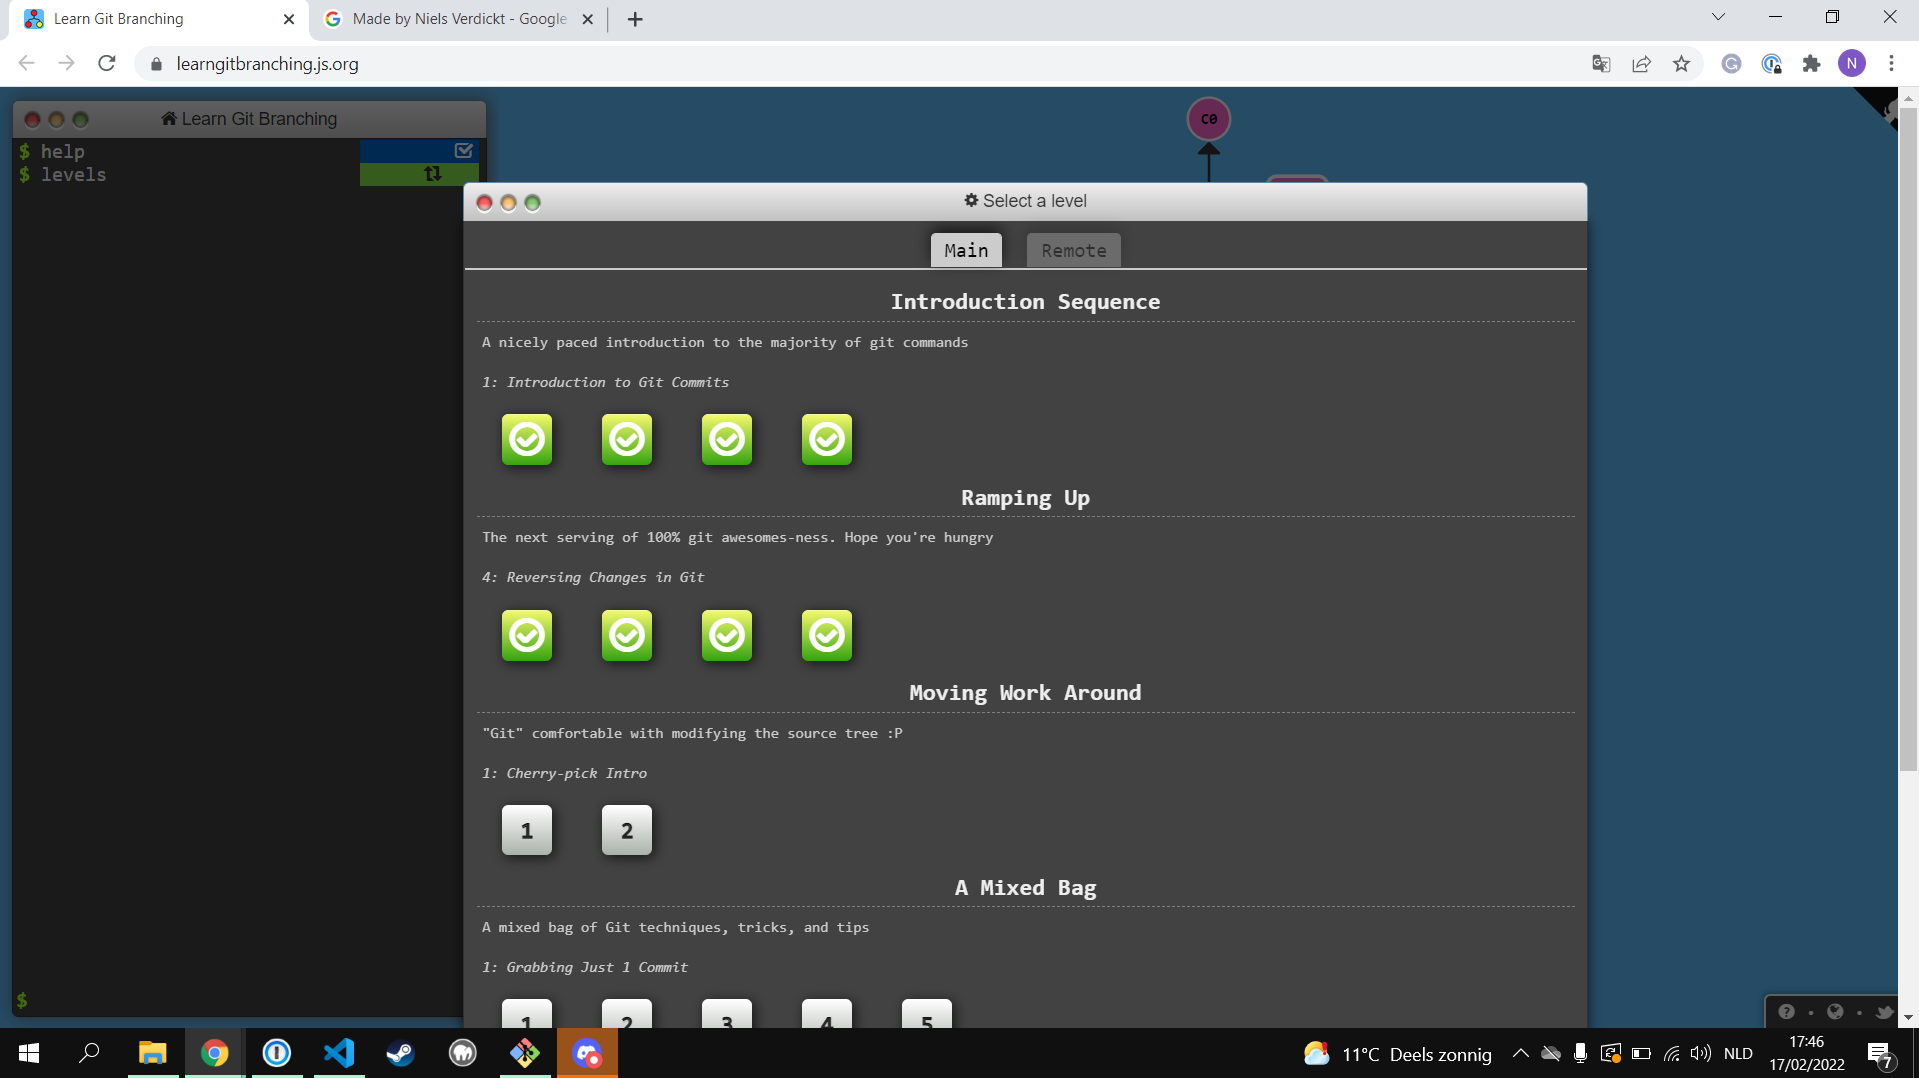 Learn Git Branching
Made by Niels Verdickt - Google
learngitbranching.js.org
N
Learn Git Branching
$ help
$ levels
$
C0
Select a level
Main
Remote
Introduction Sequence
A nicely paced introduction to the majority of git commands
1: Introduction to Git Commits
Ramping Up
The next serving of 100% git awesomes-ness. Hope you're hungry
4: Reversing Changes in Git
Moving Work Around
"Git" comfortable with modifying the source tree :P
1: Cherry-pick Intro
1 2
A Mixed Bag
A mixed bag of Git techniques, tricks, and tips
1: Grabbing Just 1 Commit
1 2 3 4 5
11°C Deels zonnig
NLD
17:46
17/02/2022
7